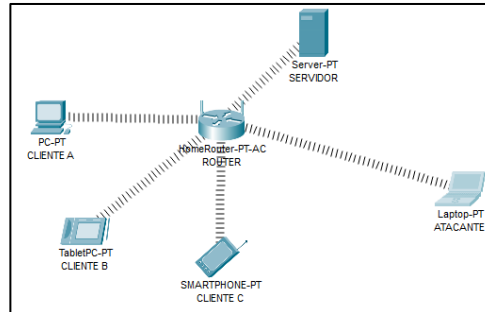 Server-PT
SERVIDOR
PC-PT
CLIENTE A
HomeRouter-PT-AC
ROUTER
Laptop-PT
ATACANTE
TabletPC-PT
CLIENTE B
SMARTPHONE-PT
CLIENTE C